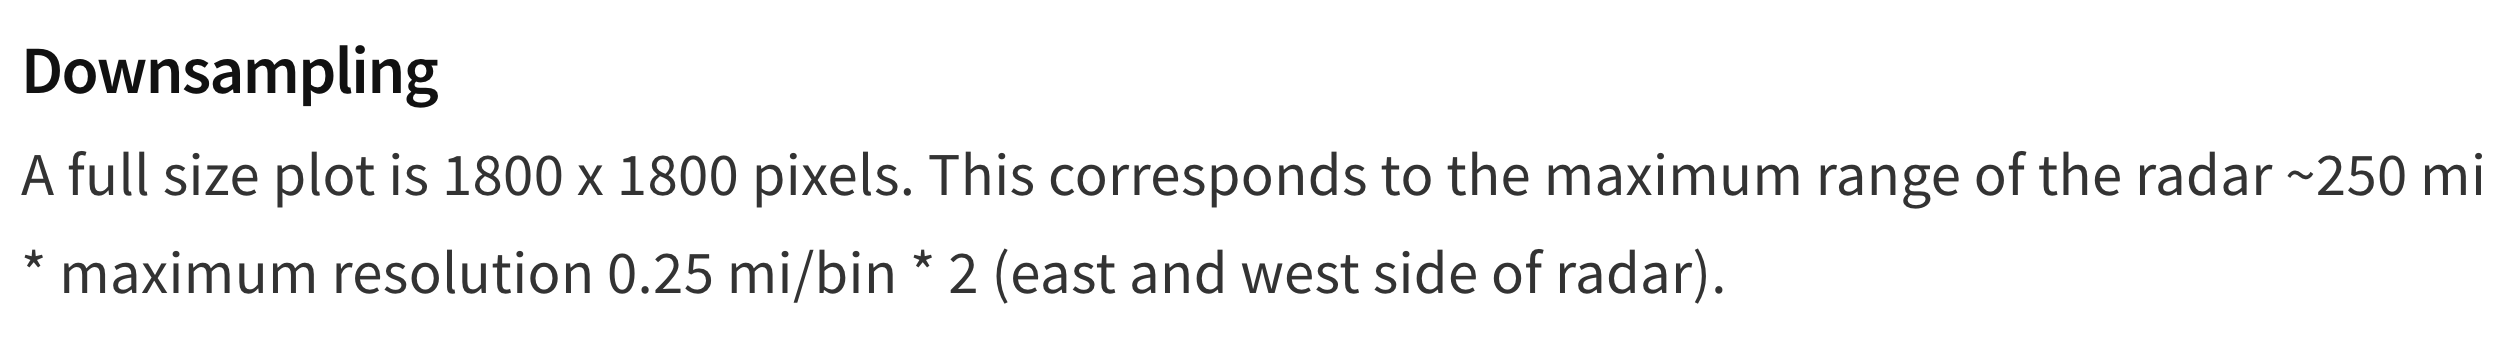 Downsampling
A full size plot is 1800 x 1800 pixels. This corresponds to the maximum range of the radar ~250 mi
* maximum resolution 0.25 mi/bin * 2 (east and west side of radar).